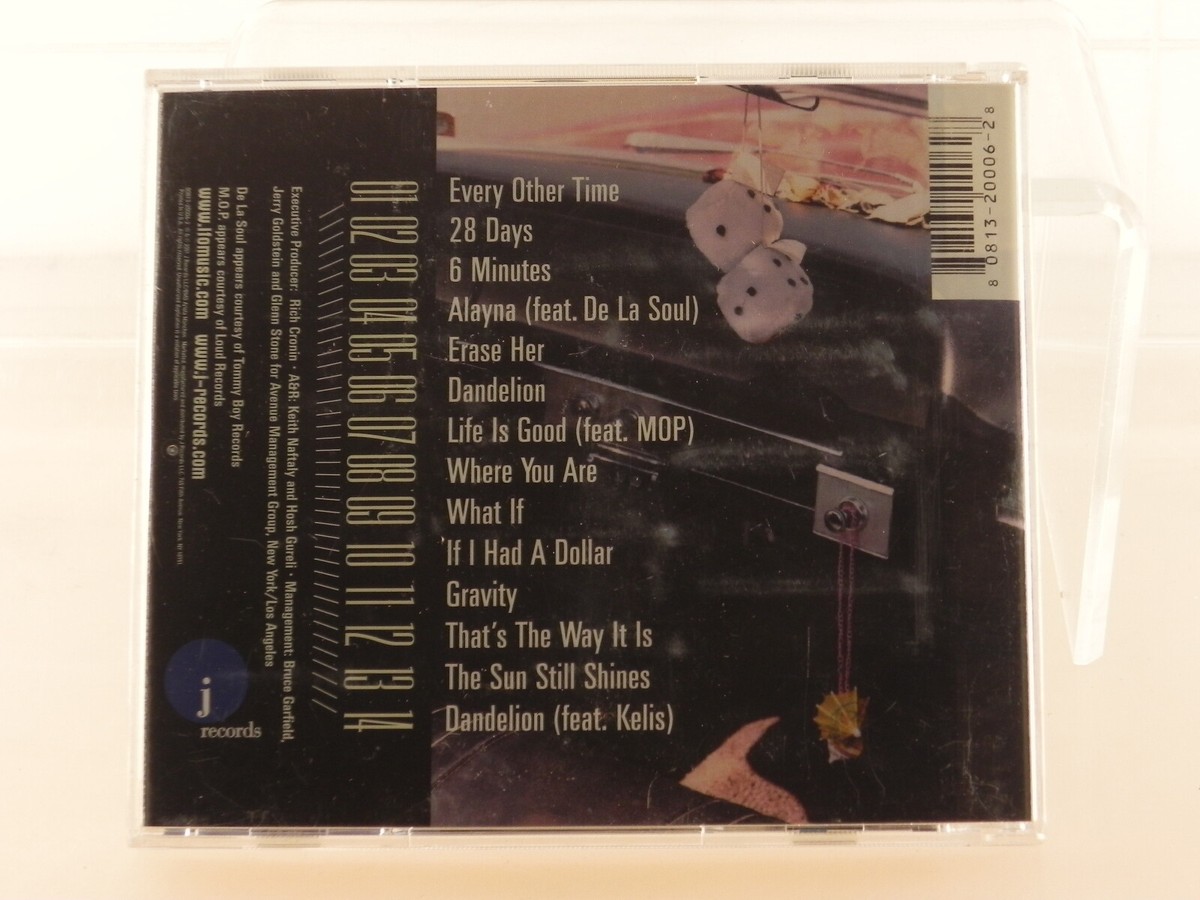 Every Other Time
28 Days
6 Minutes
Alayna (feat. De La Soul)
Erase Her
Dandelion
Life Is Good (feat. MOP)
Where You Are
What If
If I Had A Dollar
Gravity
That's The Way It Is
The Sun Still Shines
Dandelion (feat. Kelis)
01 02 03 04 05 06 07 08 09 10 11 12 13 14
Executive Producer: Rich Cronin · A&R: Keith Naftaly and Hosh Gureli · Management: Bruce Garfield,
Jerry Goldstein and Glenn Stone for Avenue Management Group, New York/Los Angeles
De La Soul appears courtesy of Tommy Boy Records
M.O.P. appears courtesy of Loud Records
www.lfomusic.com www.j-records.com
j
records
8 0813-20006-2 8